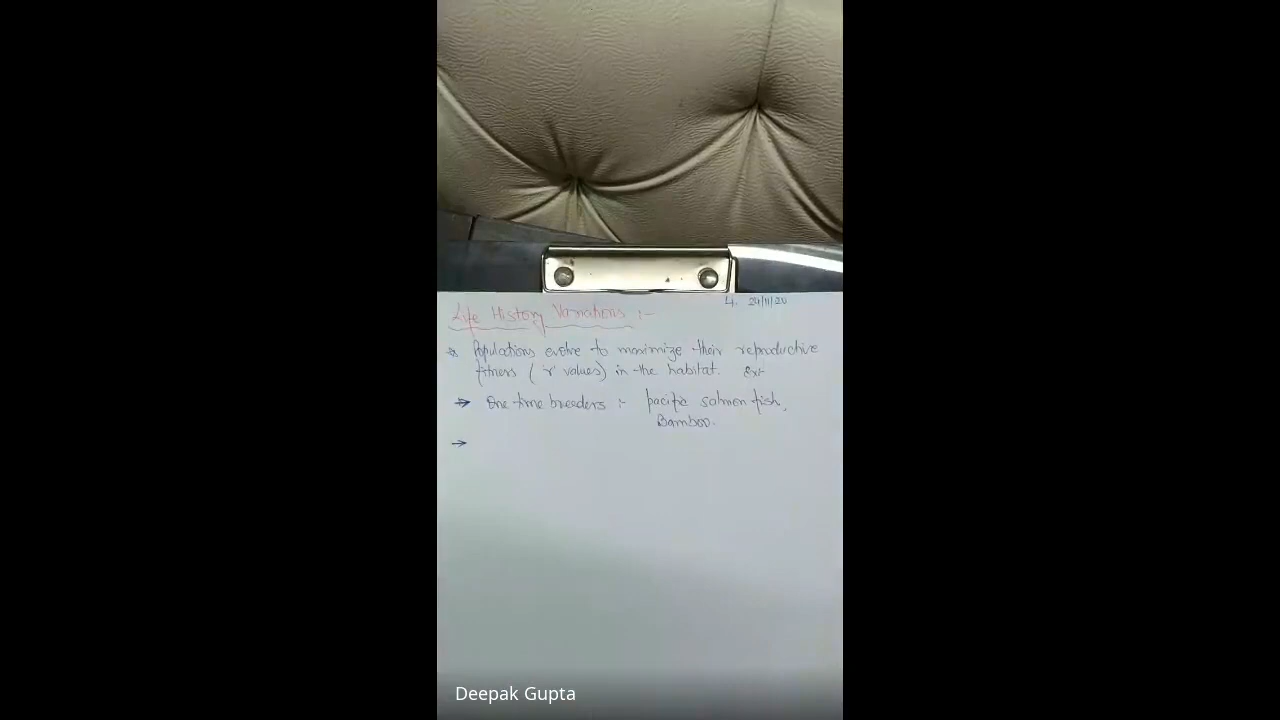 4. 24/11/20
Life History Variations :-
* Populations evolve to maximize their reproductive
fitness ('r' values) in the habitat. Ex:-
⇒ One time breeders :- pacific salmon fish,
Bamboo.
→
Deepak Gupta